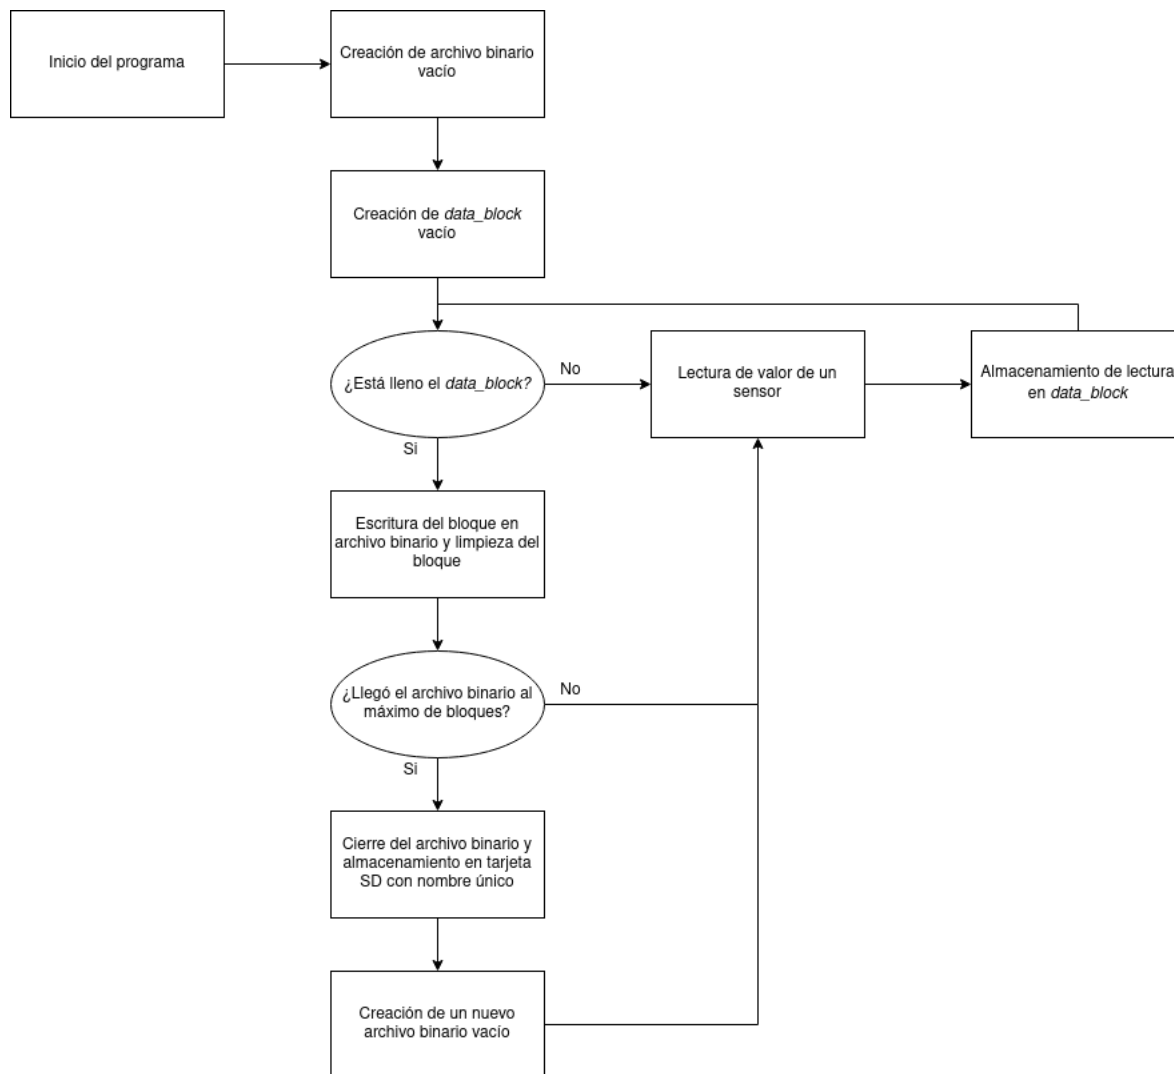 Inicio del programa
Creación de archivo binario
vacío
Creación de data_block
vacío
¿Está lleno el data_block?
No
Lectura de valor de un
sensor
Almacenamiento de lectura
en data_block
Si
Escritura del bloque en
archivo binario y limpieza del
bloque
¿Llegó el archivo binario al
máximo de bloques?
No
Si
Cierre del archivo binario y
almacenamiento en tarjeta
SD con nombre único
Creación de un nuevo
archivo binario vacío